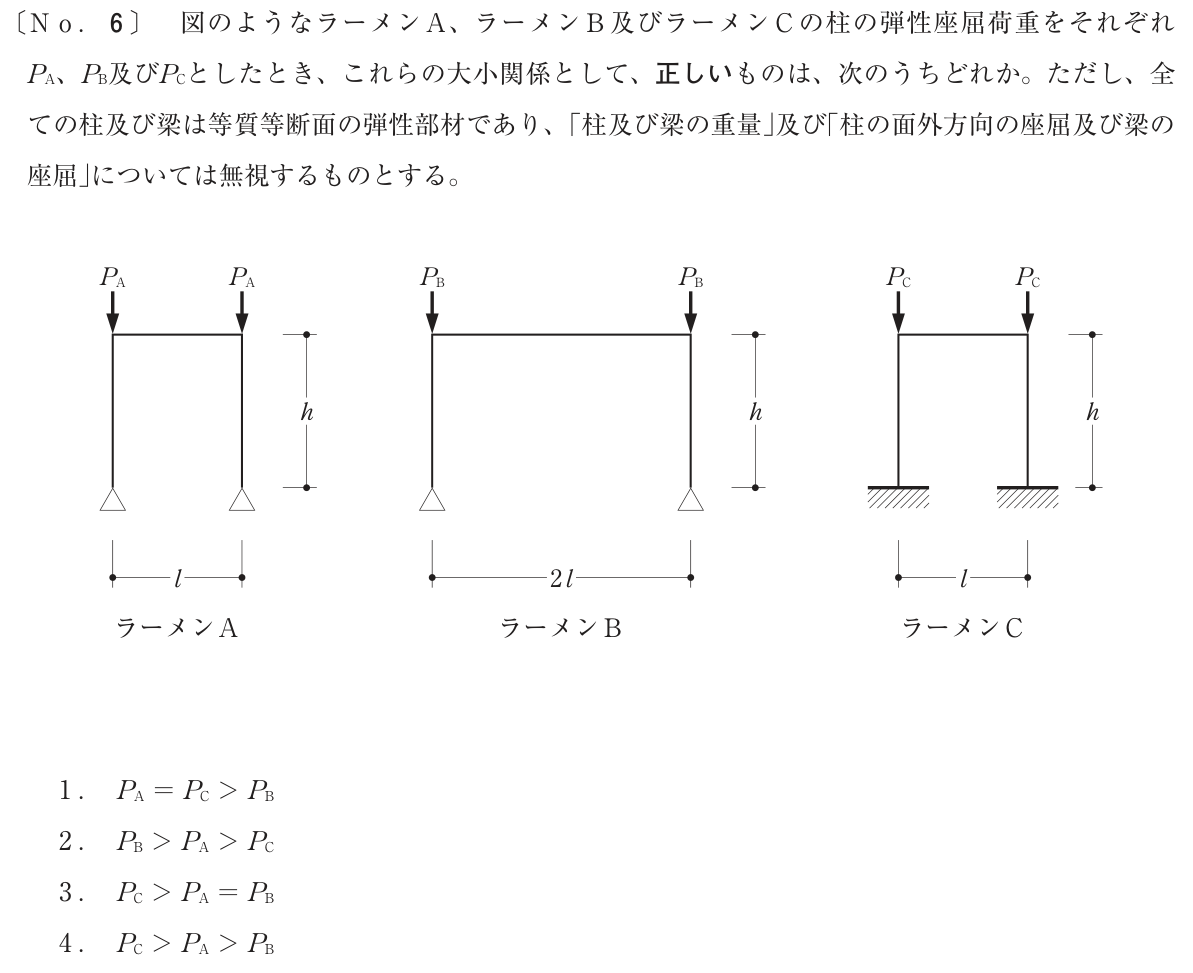 〔No. 6〕 図のようなラーメンA、ラーメンB及びラーメンCの柱の弾性座屈荷重をそれぞれ
PA、PB及びPCとしたとき、これらの大小関係として、正しいものは、次のうちどれか。ただし、全
ての柱及び梁は等質等断面の弾性部材であり、「柱及び梁の重量」及び「柱の面外方向の座屈及び梁の
座屈」については無視するものとする。
PA PA PB PB PC PC
h h h
l 2l l
ラーメンA ラーメンB ラーメンC
1. PA = PC > PB
2. PB > PA > PC
3. PC > PA = PB
4. PC > PA > PB